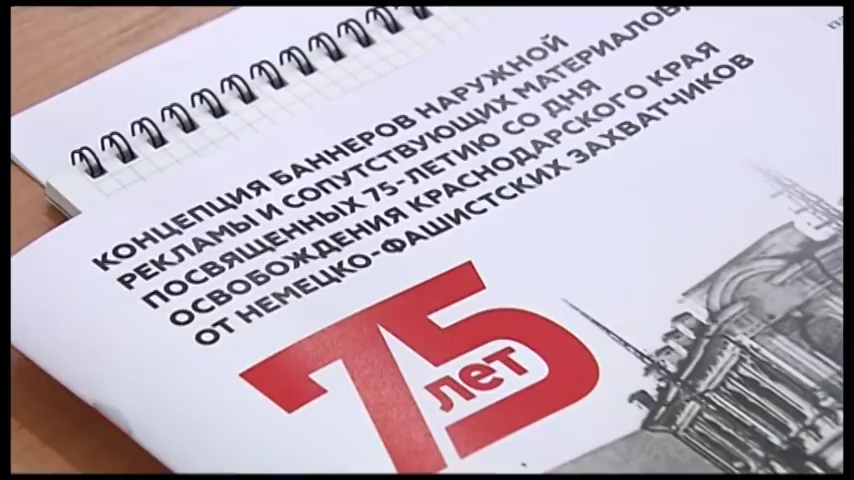 КОНЦЕПЦИЯ БАННЕРОВ НАРУЖНОЙ
РЕКЛАМЫ И СОПУТСТВУЮЩИХ МАТЕРИАЛОВ,
ПОСВЯЩЕННЫХ 75-ЛЕТИЮ СО ДНЯ
ОСВОБОЖДЕНИЯ КРАСНОДАРСКОГО КРАЯ
ОТ НЕМЕЦКО-ФАШИСТСКИХ ЗАХВАТЧИКОВ
75
лет